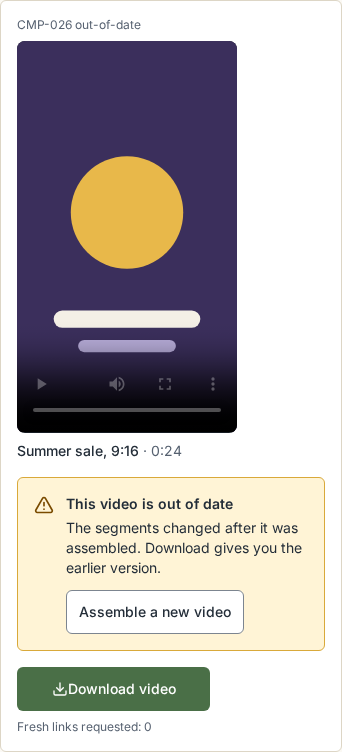 CMP-026 out-of-date
Summer sale, 9:16 · 0:24
This video is out of date
The segments changed after it was
assembled. Download gives you the
earlier version.
Assemble a new video
Download video
Fresh links requested: 0